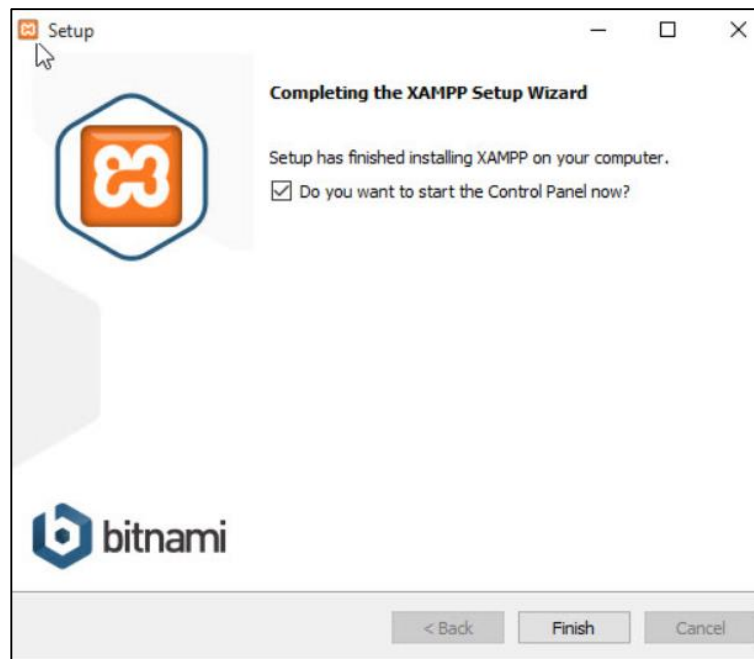 Setup
Completing the XAMPP Setup Wizard
Setup has finished installing XAMPP on your computer.
Do you want to start the Control Panel now?
bitnami
< Back
Finish
Cancel